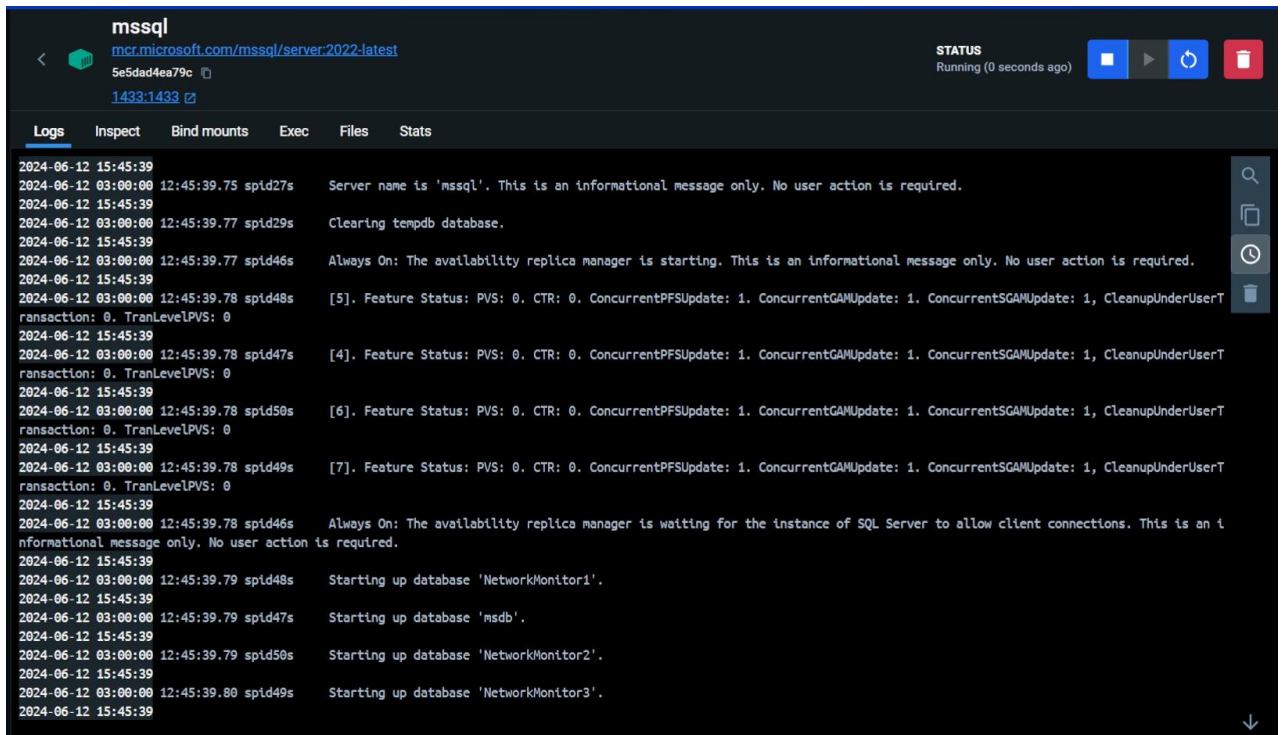 mssql
mcr.microsoft.com/mssql/server:2022-latest
5e5dad4ea79c
1433:1433
STATUS
Running (0 seconds ago)
Logs Inspect Bind mounts Exec Files Stats
2024-06-12 15:45:39
2024-06-12 03:00:00 12:45:39.75 spid27s Server name is 'mssql'. This is an informational message only. No user action is required.
2024-06-12 15:45:39
2024-06-12 03:00:00 12:45:39.77 spid29s Clearing tempdb database.
2024-06-12 15:45:39
2024-06-12 03:00:00 12:45:39.77 spid46s Always On: The availability replica manager is starting. This is an informational message only. No user action is required.
2024-06-12 15:45:39
2024-06-12 03:00:00 12:45:39.78 spid48s [5]. Feature Status: PVS: 0. CTR: 0. ConcurrentPFSUpdate: 1. ConcurrentGAMUpdate: 1. ConcurrentSGAMUpdate: 1, CleanupUnderUserT
ransaction: 0. TranLevelPVS: 0
2024-06-12 15:45:39
2024-06-12 03:00:00 12:45:39.78 spid47s [4]. Feature Status: PVS: 0. CTR: 0. ConcurrentPFSUpdate: 1. ConcurrentGAMUpdate: 1. ConcurrentSGAMUpdate: 1, CleanupUnderUserT
ransaction: 0. TranLevelPVS: 0
2024-06-12 15:45:39
2024-06-12 03:00:00 12:45:39.78 spid50s [6]. Feature Status: PVS: 0. CTR: 0. ConcurrentPFSUpdate: 1. ConcurrentGAMUpdate: 1. ConcurrentSGAMUpdate: 1, CleanupUnderUserT
ransaction: 0. TranLevelPVS: 0
2024-06-12 15:45:39
2024-06-12 03:00:00 12:45:39.78 spid49s [7]. Feature Status: PVS: 0. CTR: 0. ConcurrentPFSUpdate: 1. ConcurrentGAMUpdate: 1. ConcurrentSGAMUpdate: 1, CleanupUnderUserT
ransaction: 0. TranLevelPVS: 0
2024-06-12 15:45:39
2024-06-12 03:00:00 12:45:39.78 spid46s Always On: The availability replica manager is waiting for the instance of SQL Server to allow client connections. This is an i
nformational message only. No user action is required.
2024-06-12 15:45:39
2024-06-12 03:00:00 12:45:39.79 spid48s Starting up database 'NetworkMonitor1'.
2024-06-12 15:45:39
2024-06-12 03:00:00 12:45:39.79 spid47s Starting up database 'msdb'.
2024-06-12 15:45:39
2024-06-12 03:00:00 12:45:39.79 spid50s Starting up database 'NetworkMonitor2'.
2024-06-12 15:45:39
2024-06-12 03:00:00 12:45:39.80 spid49s Starting up database 'NetworkMonitor3'.
2024-06-12 15:45:39